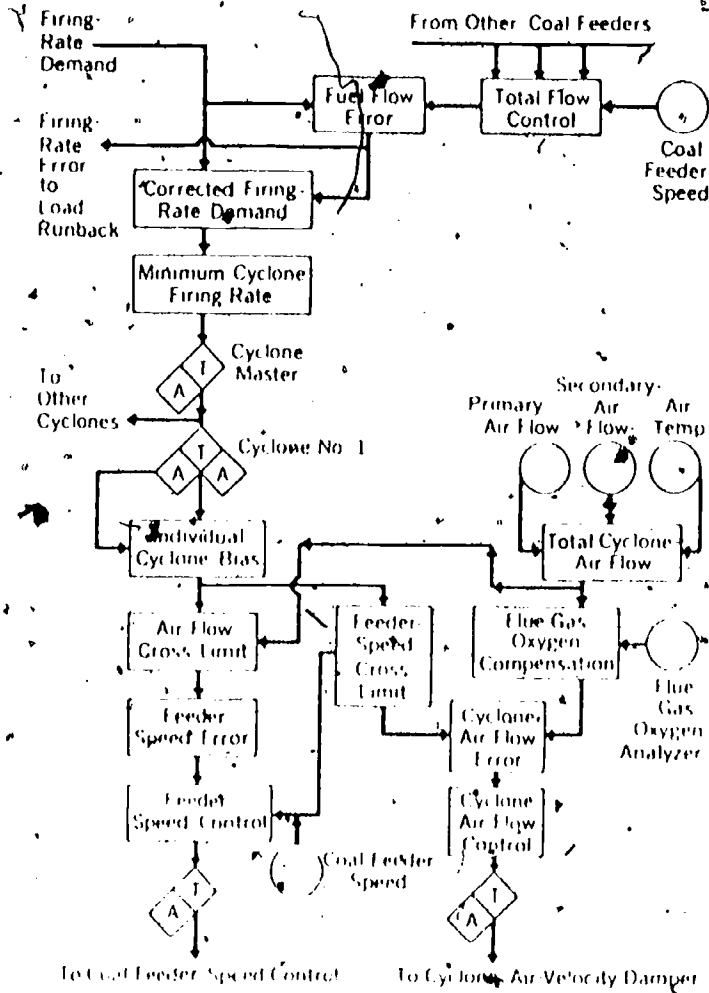 Firing-
Rate
Demand
From Other Coal Feeders
Fuel Flow
Error
Total Flow
Control
Coal
Feeder
Speed
Firing-
Rate
Error
to
Load
Runback
Corrected Firing-
Rate Demand
Minimum Cyclone
Firing Rate
T
A
Cyclone
Master
To
Other
Cyclones
T
A
A
Cyclone No. 1
Primary
Air Flow
Secondary-
Air
Flow
Air
Temp
Individual
Cyclone Bias
Total Cyclone
Air Flow
Air Flow
Cross Limit
Feeder-
Speed
Cross
Limit
Flue Gas
Oxygen
Compensation
Flue
Gas
Oxygen
Analyzer
Feeder
Speed Error
Cyclone
Air Flow
Error
Feeder
Speed Control
Cyclone
Air Flow
Control
Coal Feeder
Speed
T
A
T
A
To Coal Feeder Speed Control
To Cyclone Air-Velocity Damper